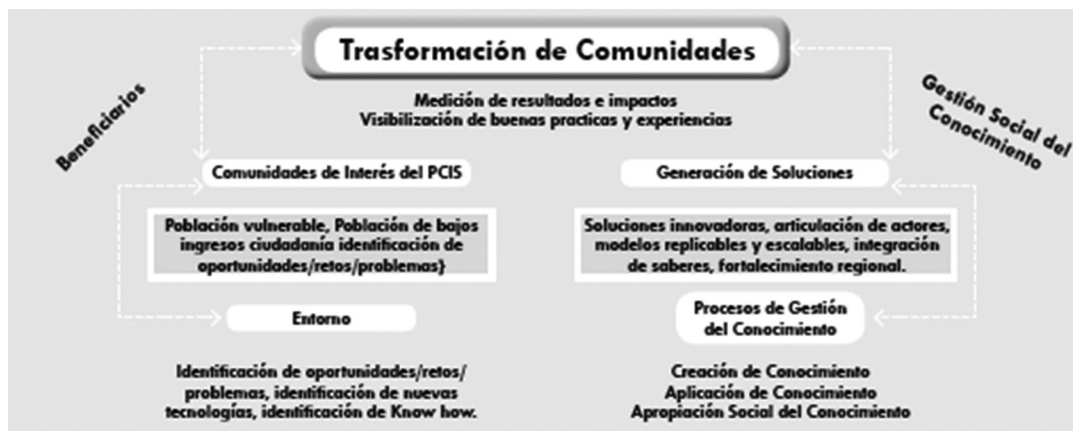 Trasformación de Comunidades
Medición de resultados e impactos
Visibilización de buenas practicas y experiencias
Beneficiarios
Gestión Social del
Conocimiento
Comunidades de Interés del PCIS
Población vulnerable, Población de bajos
ingresos ciudadanía identificación de
oportunidades/retos/problemas}
Entorno
Identificación de oportunidades/retos/
problemas, identificación de nuevas
tecnologías, identificación de Know how.
Generación de Soluciones
Soluciones innovadoras, articulación de actores,
modelos replicables y escalables, integración
de saberes, fortalecimiento regional.
Procesos de Gestión
del Conocimiento
Creación de Conocimiento
Aplicación de Conocimiento
Apropiación Social del Conocimiento